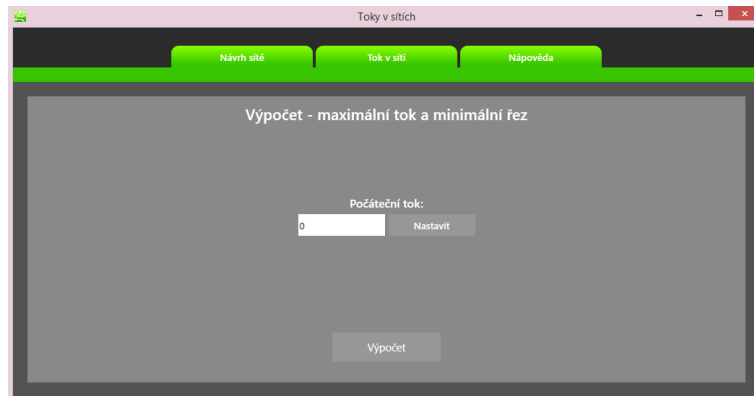 Toky v sítích
Návrh sítě
Tok v síti
Nápověda
Výpočet - maximální tok a minimální řez
Počáteční tok:
0
Nastavit
Výpočet